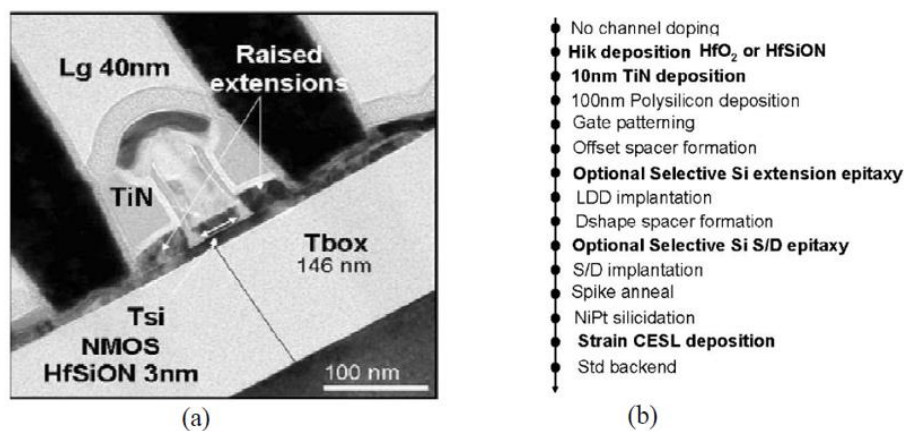 Lg 40nm
Raised
extensions
TiN
Tbox
146 nm
Tsi
NMOS
HfSiON 3nm
100 nm
(a)
No channel doping
Hik deposition HfO₂ or HfSiON
10nm TiN deposition
100nm Polysilicon deposition
Gate patterning
Offset spacer formation
Optional Selective Si extension epitaxy
LDD implantation
Dshape spacer formation
Optional Selective Si S/D epitaxy
S/D implantation
Spike anneal
NiPt silicidation
Strain CESL deposition
Std backend
(b)